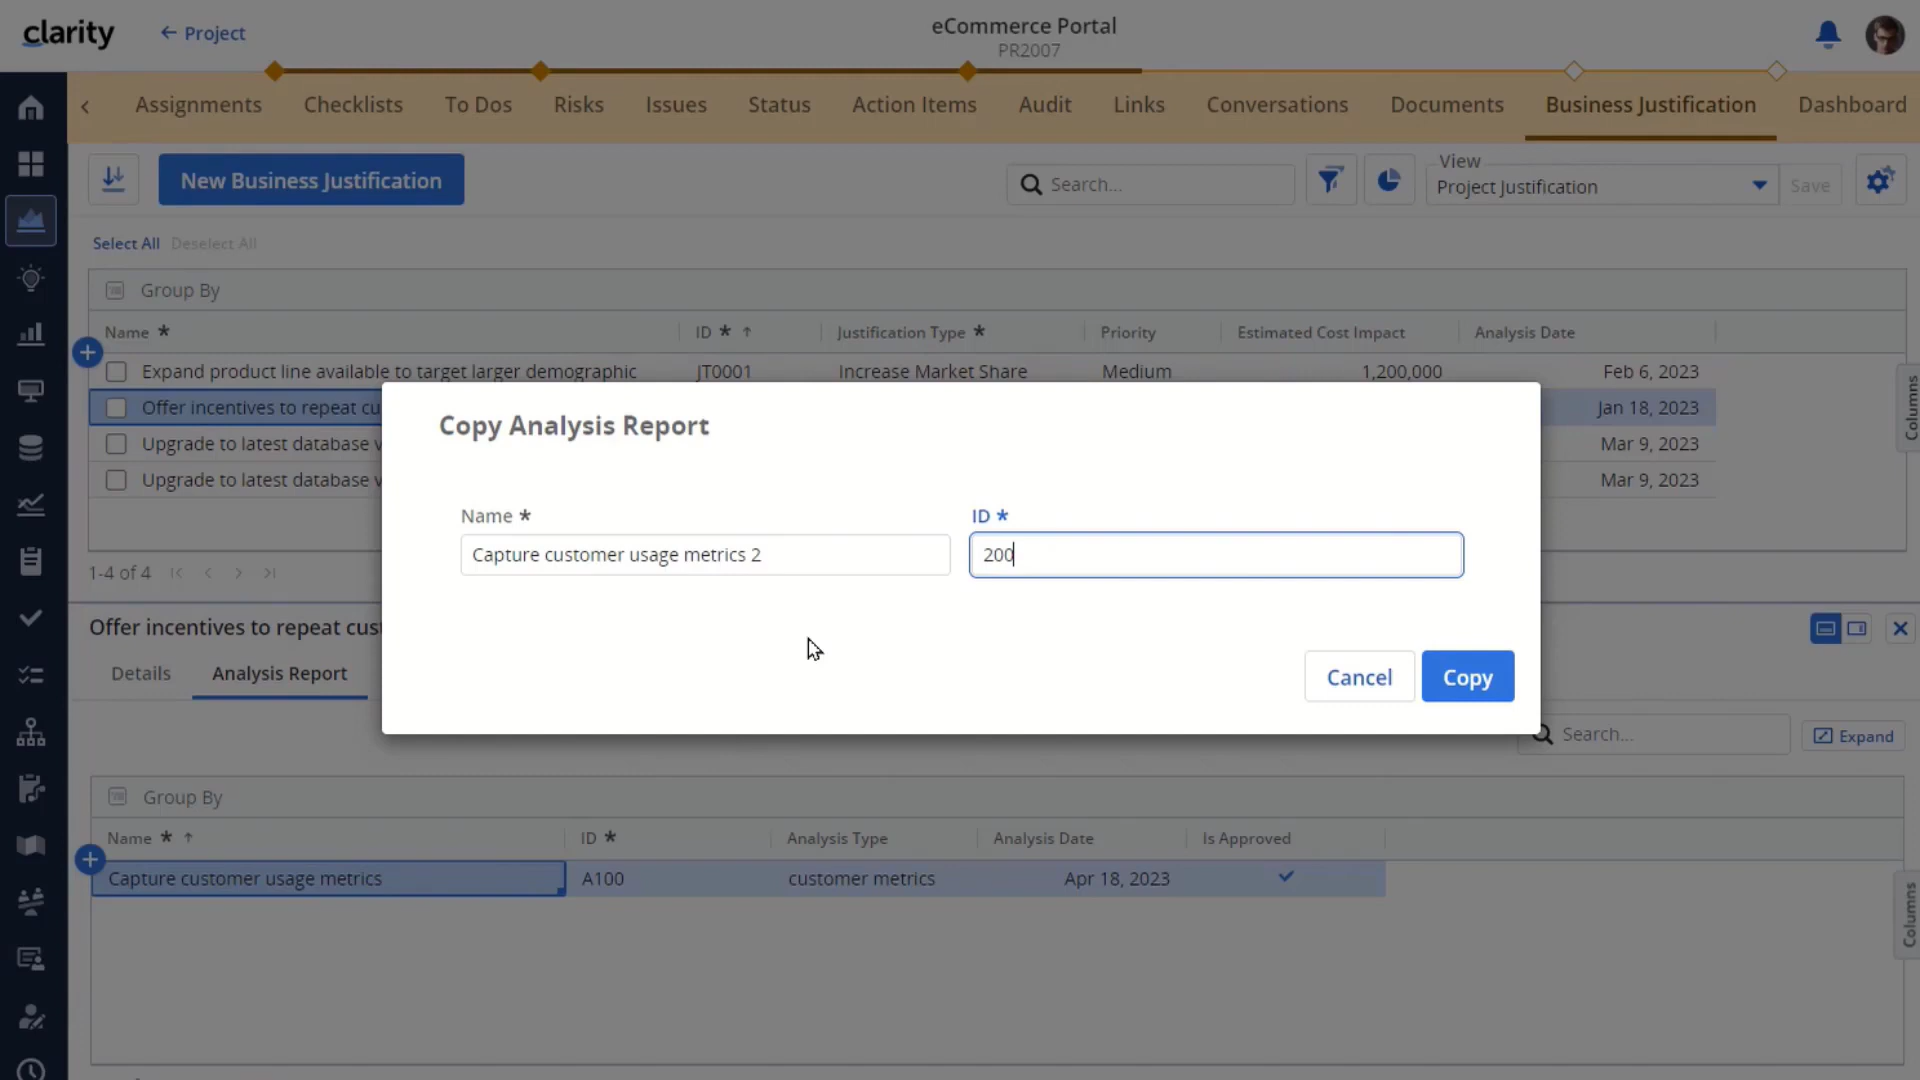 clarity
← Project
eCommerce Portal
PR2007
Assignments Checklists To Dos Risks Issues Status Action Items Audit Links Conversations Documents Business Justification Dashboard
New Business Justification
Search...
View
Project Justification
Save
Select All Deselect All
Group By
Name * ID * ↑ Justification Type * Priority Estimated Cost Impact Analysis Date
Expand product line available to target larger demographic JT0001 Increase Market Share Medium 1,200,000 Feb 6, 2023
Offer incentives to repeat cu Jan 18, 2023
Upgrade to latest database v Mar 9, 2023
Upgrade to latest database v Mar 9, 2023
Columns
1-4 of 4
Copy Analysis Report
Name * ID *
Capture customer usage metrics 2 200
Cancel Copy
Offer incentives to repeat cust
Details Analysis Report
Search...
Expand
Group By
Name * ↑ ID * Analysis Type Analysis Date Is Approved
Capture customer usage metrics A100 customer metrics Apr 18, 2023
Columns